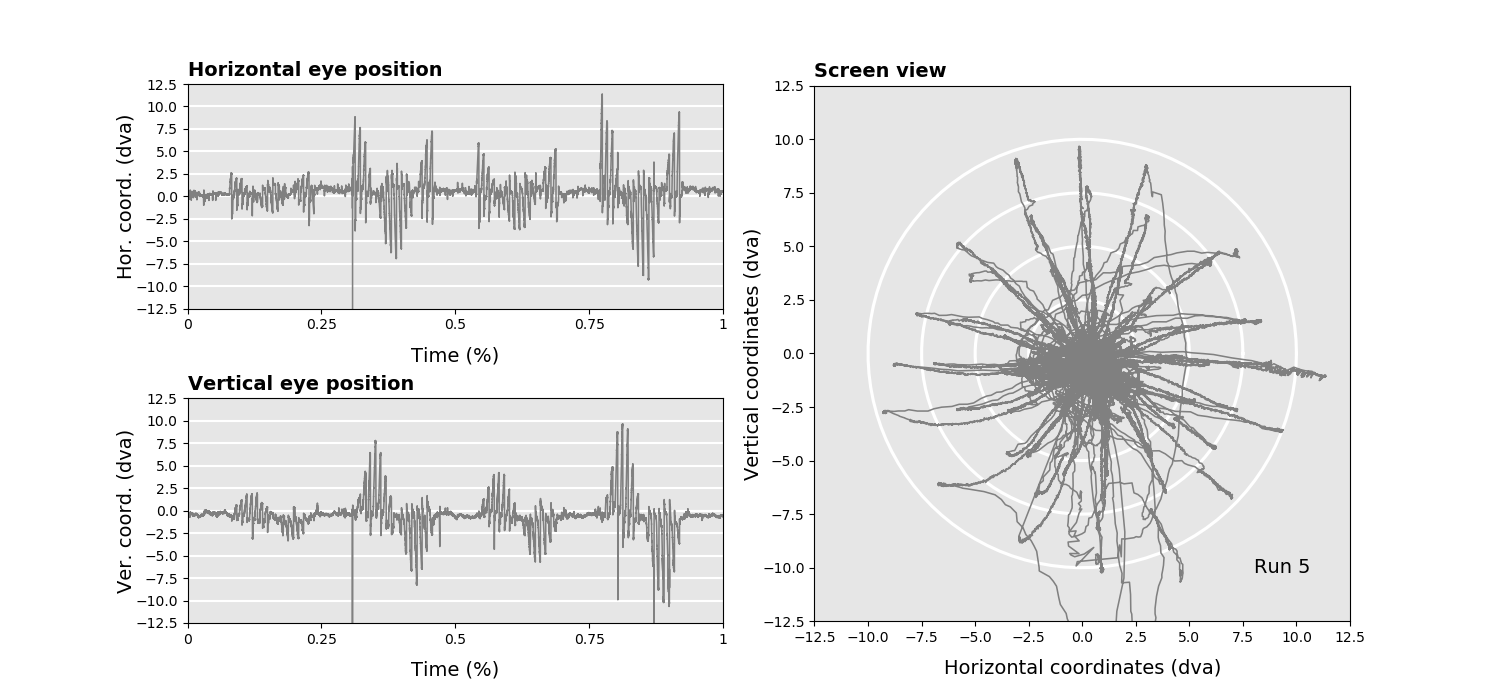 Horizontal eye position
Hor. coord. (dva)
12.5
10.0
7.5
5.0
2.5
0.0
−2.5
−5.0
−7.5
−10.0
−12.5
0 0.25 0.5 0.75 1
Time (%)
Vertical eye position
Ver. coord. (dva)
12.5
10.0
7.5
5.0
2.5
0.0
−2.5
−5.0
−7.5
−10.0
−12.5
0 0.25 0.5 0.75 1
Time (%)
Screen view
Vertical coordinates (dva)
12.5
10.0
7.5
5.0
2.5
0.0
−2.5
−5.0
−7.5
−10.0
−12.5
Run 5
−12.5 −10.0 −7.5 −5.0 −2.5 0.0 2.5 5.0 7.5 10.0 12.5
Horizontal coordinates (dva)